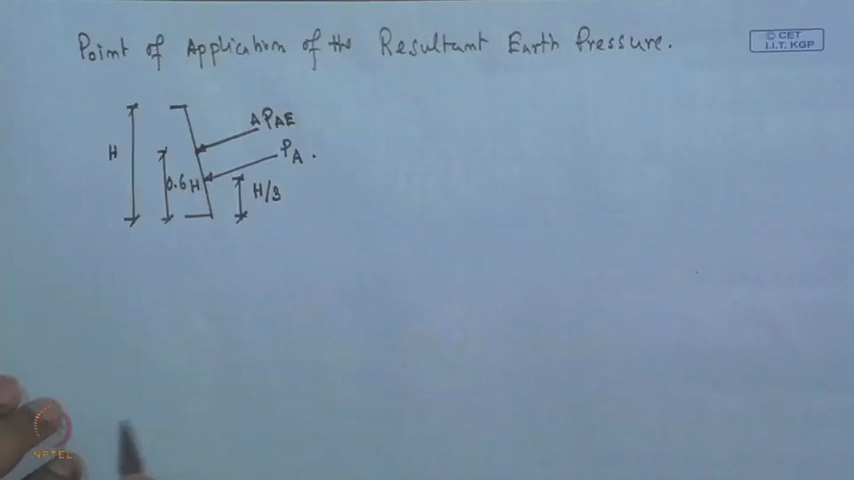 Point of Application of the Resultant Earth Pressure.
© CET
I.I.T. KGP
ΔPAE
H
PA.
0.6H
H/3
NPTEL